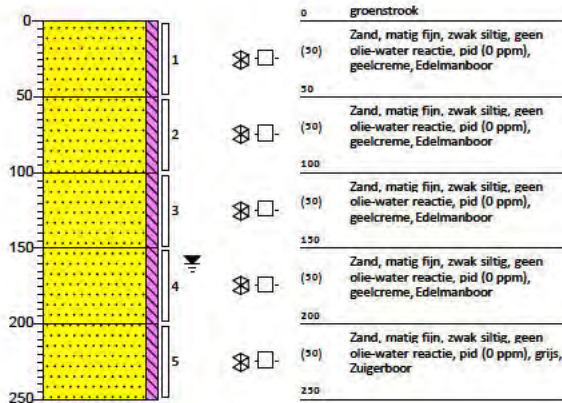 0
50
100
150
200
250
1
2
3
4
5
0 groenstrook
(50)
Zand, matig fijn, zwak siltig, geen
olie-water reactie, pid (0 ppm),
geelcreme, Edelmanboor
50
(50)
Zand, matig fijn, zwak siltig, geen
olie-water reactie, pid (0 ppm),
geelcreme, Edelmanboor
100
(50)
Zand, matig fijn, zwak siltig, geen
olie-water reactie, pid (0 ppm),
geelcreme, Edelmanboor
150
(50)
Zand, matig fijn, zwak siltig, geen
olie-water reactie, pid (0 ppm),
geelcreme, Edelmanboor
200
(50)
Zand, matig fijn, zwak siltig, geen
olie-water reactie, pid (0 ppm), grijs,
Zuigerboor
250